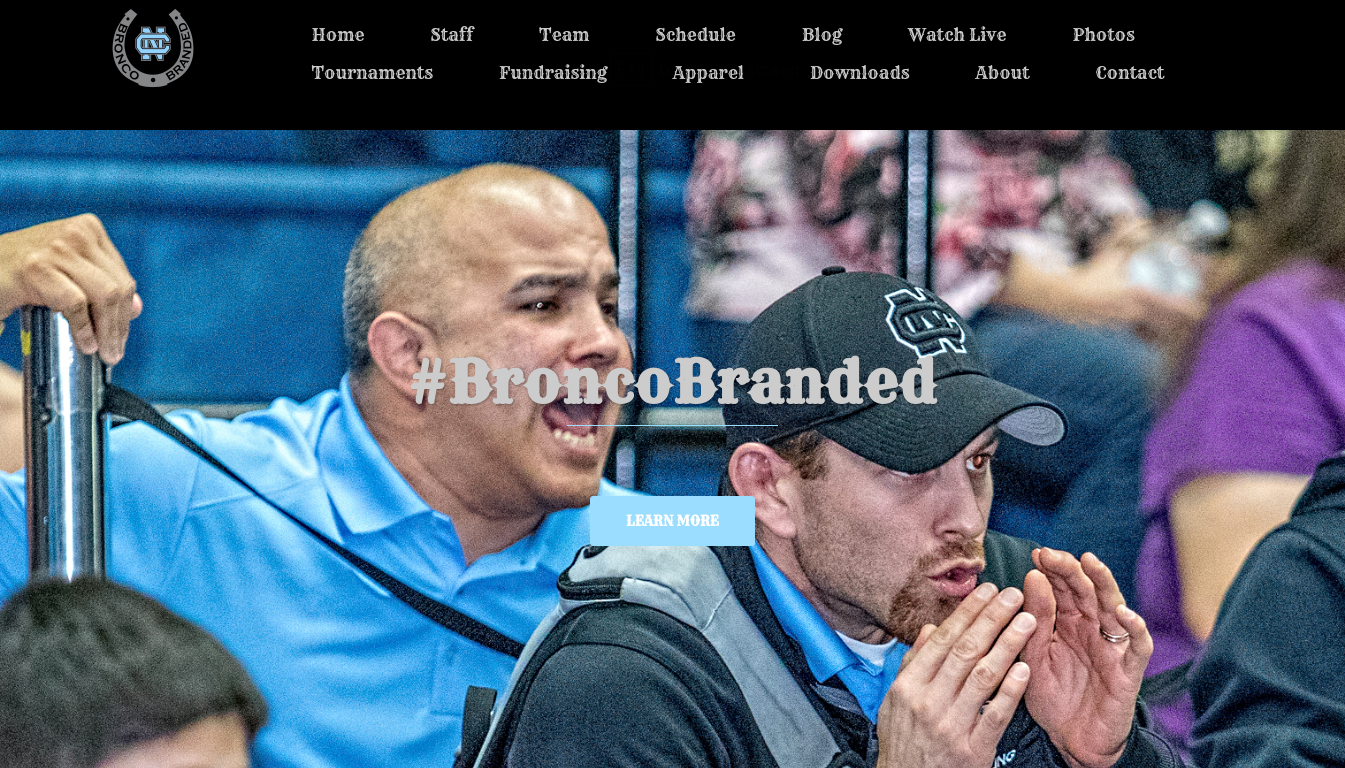 BRONCO BRANDED
Home Staff Team Schedule Blog Watch Live Photos
Tournaments Fundraising Apparel Downloads About Contact
#BroncoBranded
LEARN MORE